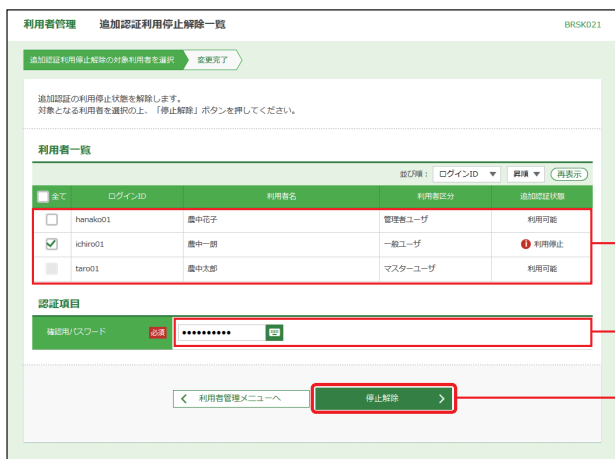 利用者管理 追加認証利用停止解除一覧 BRSK021
追加認証利用停止解除の対象利用者を選択 変更完了
追加認証の利用停止状態を解除します。
対象となる利用者を選択の上、「停止解除」ボタンを押してください。
利用者一覧
並び順： ログインID ▼ 昇順 ▼ 再表示
全て ログインID 利用者名 利用者区分 追加認証状態
hanako01 農中花子 管理者ユーザ 利用可能
ichiro01 農中一朗 一般ユーザ 利用停止
taro01 農中太郎 マスターユーザ 利用可能
認証項目
確認用パスワード 必須 ●●●●●●●●●●
利用者管理メニューへ 停止解除